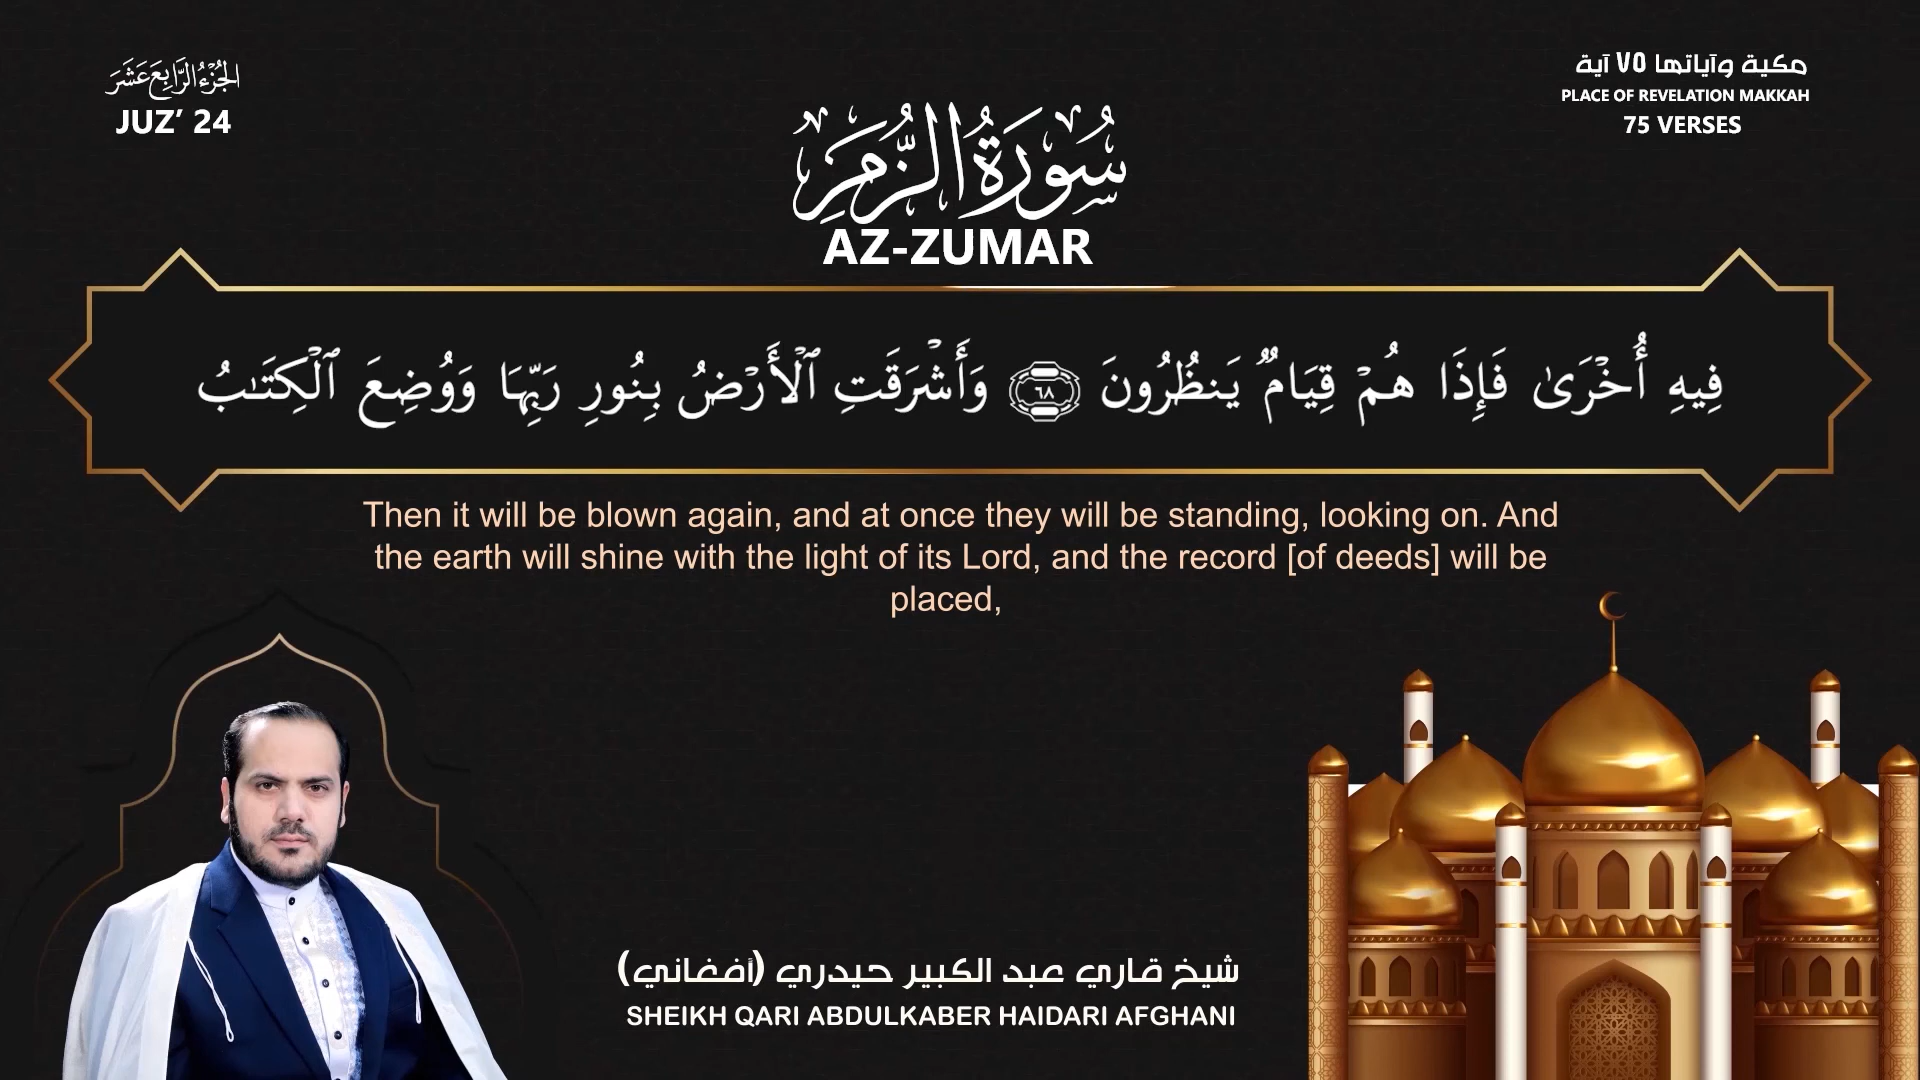 الجُزْءُ الرَّابِعَ عَشَرَ
JUZ’ 24
مكية وآياتها ٧٥ آية
PLACE OF REVELATION MAKKAH
75 VERSES
سُورَةُ الزُّمَرِ
AZ-ZUMAR
فِيهِ أُخْرَىٰ فَإِذَا هُمْ قِيَامٌ يَنظُرُونَ ٦٨ وَأَشْرَقَتِ ٱلْأَرْضُ بِنُورِ رَبِّهَا وَوُضِعَ ٱلْكِتَـٰبُ
Then it will be blown again, and at once they will be standing, looking on. And
the earth will shine with the light of its Lord, and the record [of deeds] will be
placed,
شيخ قاري عبد الكبير حيدري (أفغاني)
SHEIKH QARI ABDULKABER HAIDARI AFGHANI